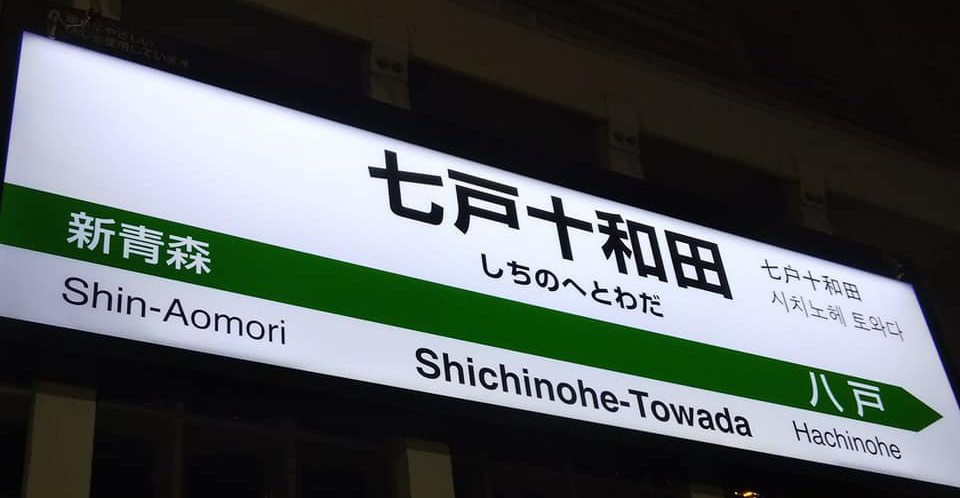 七戸十和田
しちのへとわだ
七户十和田
시치노헤 토와다
新青森
八戸
Shin-Aomori
Shichinohe-Towada
Hachinohe